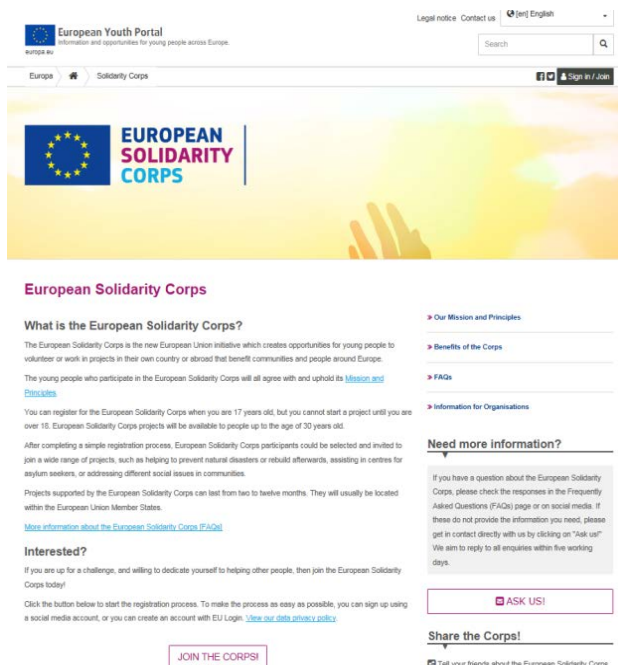 Legal notice Contact us [en] English
European Youth Portal
Information and opportunities for young people across Europe.
europa.eu
Search
Europa Solidarity Corps
Sign in / Join
EUROPEAN
SOLIDARITY
CORPS
European Solidarity Corps
What is the European Solidarity Corps?
The European Solidarity Corps is the new European Union initiative which creates opportunities for young people to
volunteer or work in projects in their own country or abroad that benefit communities and people around Europe.
The young people who participate in the European Solidarity Corps will all agree with and uphold its Mission and
Principles.
You can register for the European Solidarity Corps when you are 17 years old, but you cannot start a project until you are
over 18. European Solidarity Corps projects will be available to people up to the age of 30 years old.
After completing a simple registration process, European Solidarity Corps participants could be selected and invited to
join a wide range of projects, such as helping to prevent natural disasters or rebuild afterwards, assisting in centres for
asylum seekers, or addressing different social issues in communities.
Projects supported by the European Solidarity Corps can last from two to twelve months. They will usually be located
within the European Union Member States.
More information about the European Solidarity Corps (FAQs)
Interested?
If you are up for a challenge, and willing to dedicate yourself to helping other people, then join the European Solidarity
Corps today!
Click the button below to start the registration process. To make the process as easy as possible, you can sign up using
a social media account, or you can create an account with EU Login. View our data privacy policy.
JOIN THE CORPS!
» Our Mission and Principles
» Benefits of the Corps
» FAQs
» Information for Organisations
Need more information?
If you have a question about the European Solidarity
Corps, please check the responses in the Frequently
Asked Questions (FAQs) page or on social media. If
these do not provide the information you need, please
get in contact directly with us by clicking on "Ask us!"
We aim to reply to all enquiries within five working
days.
ASK US!
Share the Corps!
Tell your friends about the European Solidarity Corps